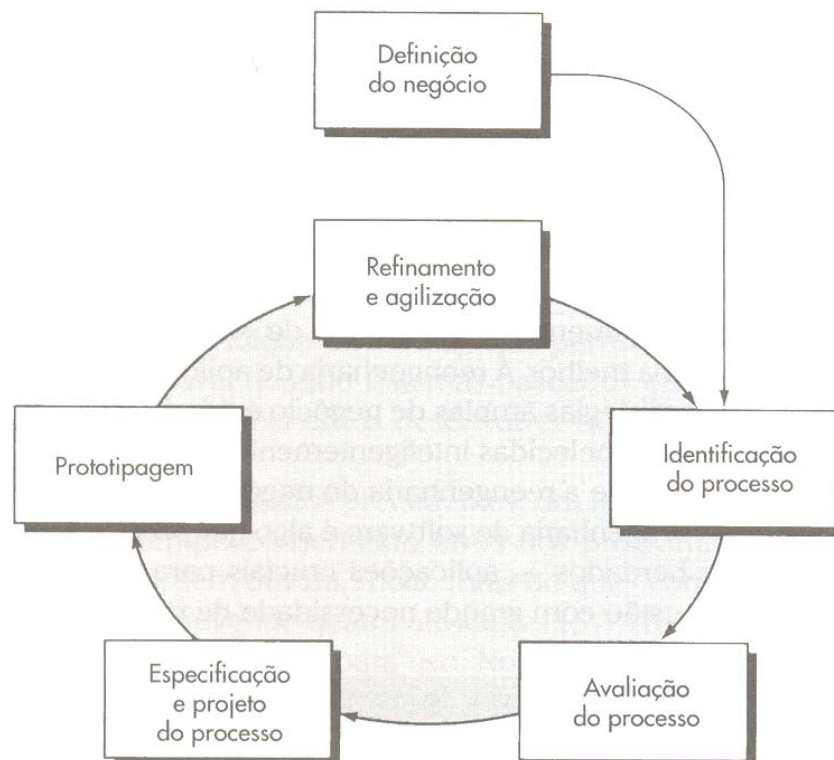 Definição
do negócio
Refinamento
e agilização
Prototipagem
Identificação
do processo
Especificação
e projeto
do processo
Avaliação
do processo